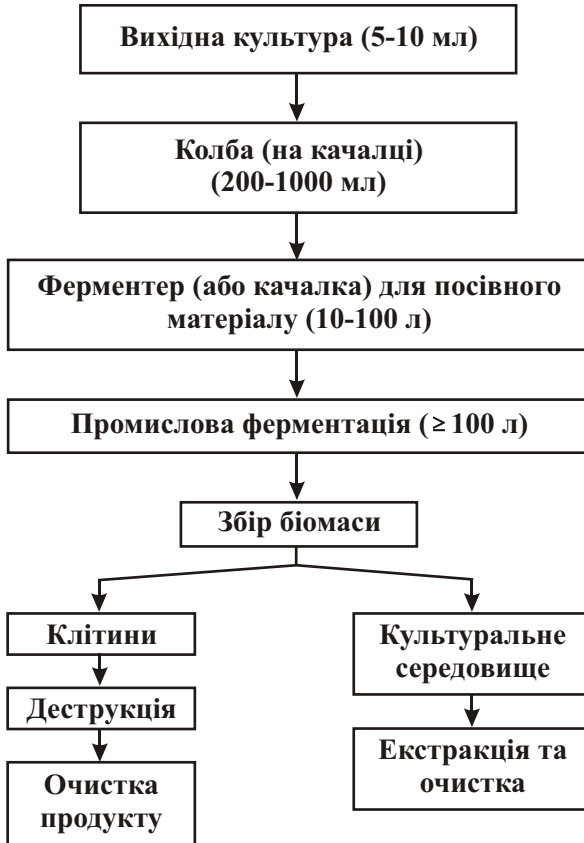 Вихідна культура (5-10 мл)
Колба (на качалці)
(200-1000 мл)
Ферментер (або качалка) для посівного
матеріалу (10-100 л)
Промислова ферментація (≥ 100 л)
Збір біомаси
Клітини
Деструкція
Очистка
продукту
Культуральне
середовище
Екстракція та
очистка